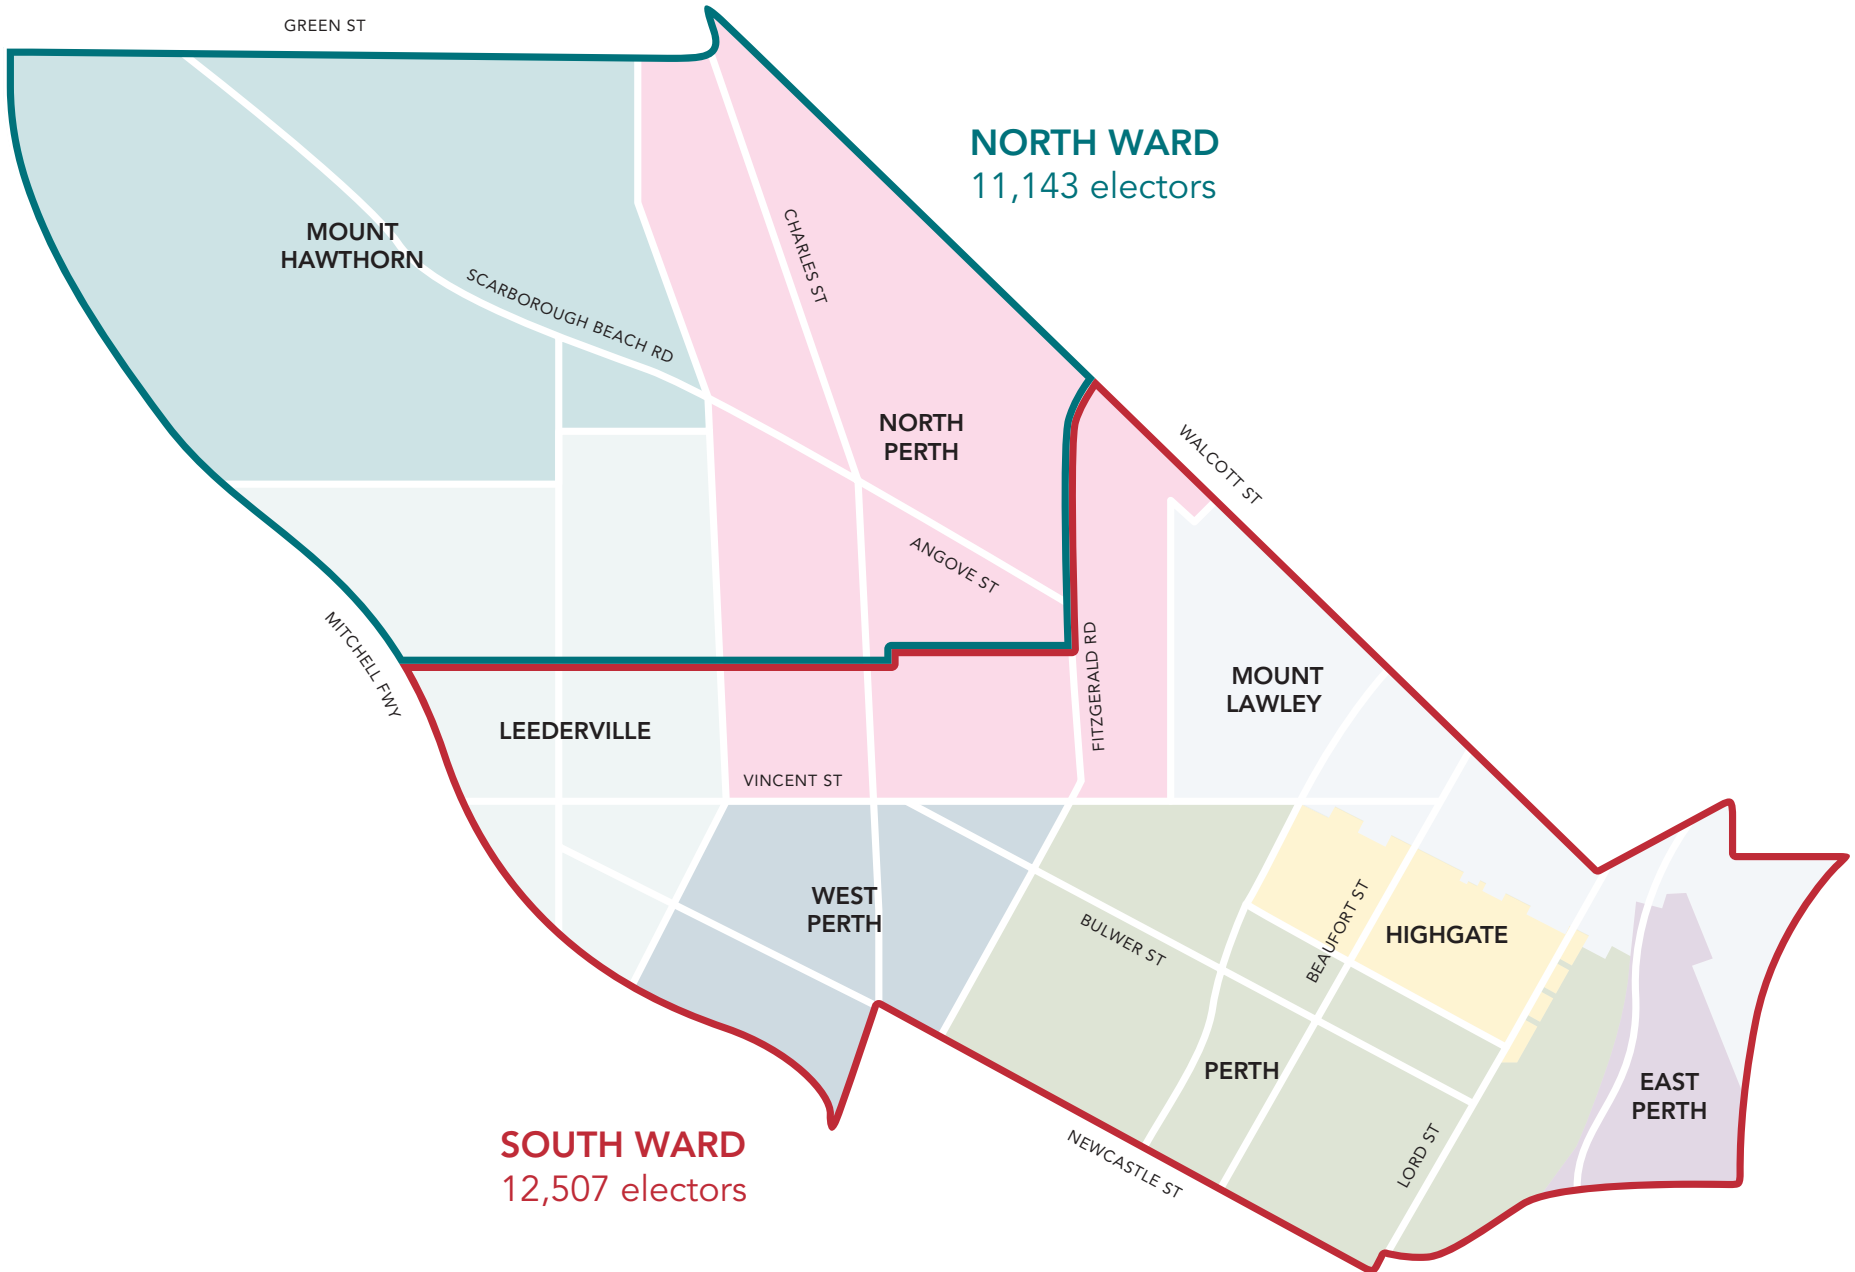 GREEN ST
NORTH WARD
11,143 electors
MOUNT
HAWTHORN
CHARLES ST
SCARBOROUGH BEACH RD
NORTH
PERTH
WALCOTT ST
ANGOVE ST
MITCHELL FWY
FITZGERALD RD
MOUNT
LAWLEY
LEEDERVILLE
VINCENT ST
WEST
PERTH
BULWER ST
BEAUFORT ST
HIGHGATE
PERTH
EAST
PERTH
SOUTH WARD
12,507 electors
NEWCASTLE ST
LORD ST